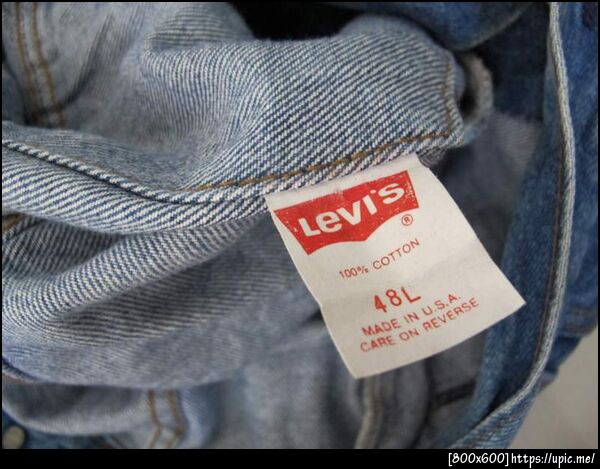 Levi's
®
100% COTTON
48L
MADE IN U.S.A.
CARE ON REVERSE
[800x600]https://upic.me/